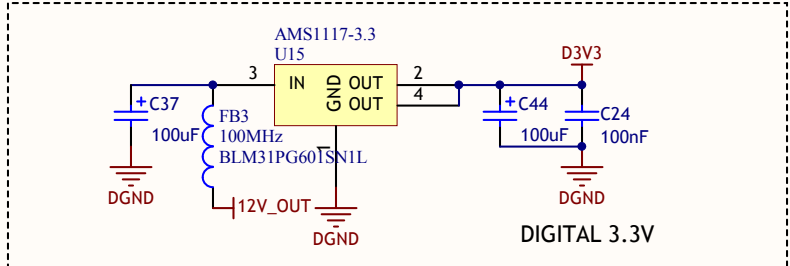 AMS1117-3.3
U15
D3V3
3
IN
GND
OUT
OUT
2
4
1
+
C37
100uF
FB3
100MHz
BLM31PG601SN1L
+
C44
100uF
C24
100nF
DGND
12V_OUT
DGND
DGND
DIGITAL 3.3V